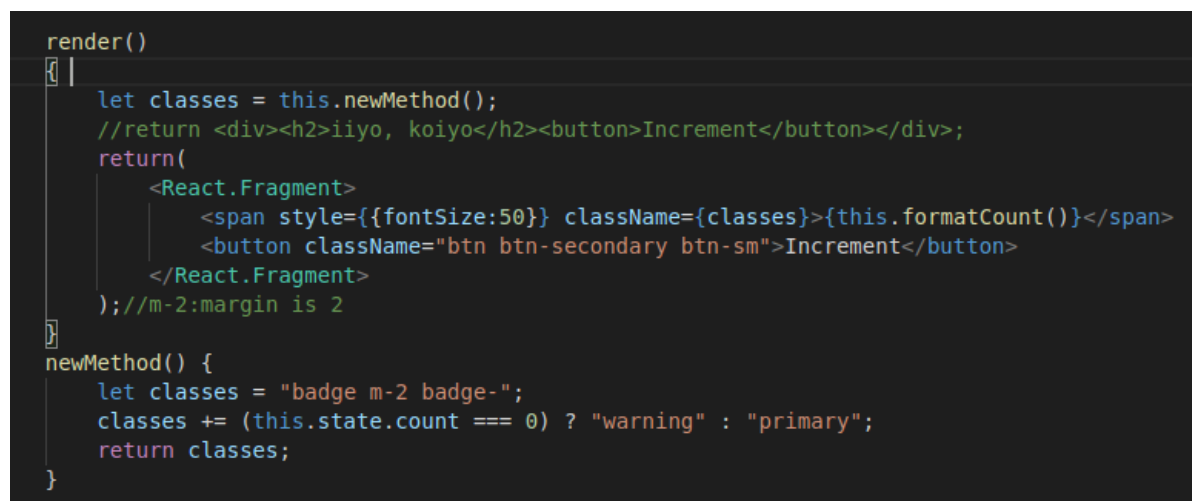 render()
{
    let classes = this.newMethod();
    //return <div><h2>iiyo, koiyo</h2><button>Increment</button></div>;
    return(
        <React.Fragment>
            <span style={{fontSize:50}} className={classes}>{this.formatCount()}</span>
            <button className="btn btn-secondary btn-sm">Increment</button>
        </React.Fragment>
    );//m-2:margin is 2
}
newMethod() {
    let classes = "badge m-2 badge-";
    classes += (this.state.count === 0) ? "warning" : "primary";
    return classes;
}